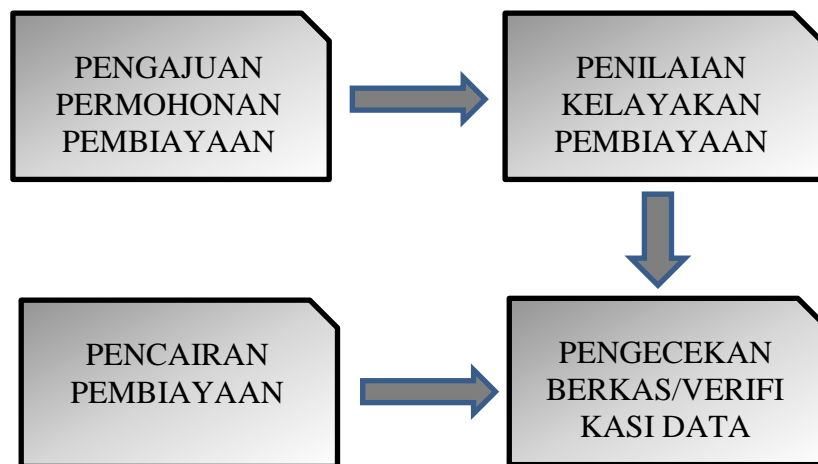 PENGAJUAN
PERMOHONAN
PEMBIAYAAN
PENILAIAN
KELAYAKAN
PEMBIAYAAN
PENCAIRAN
PEMBIAYAAN
PENGECEKAN
BERKAS/VERIFI
KASI DATA